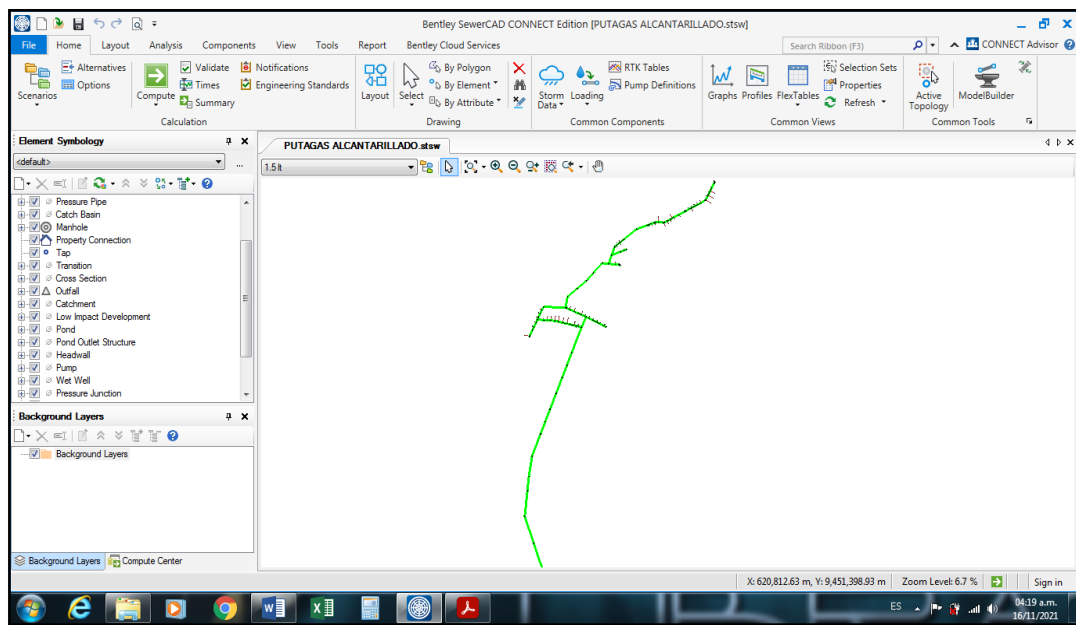 Bentley SewerCAD CONNECT Edition [PUTAGAS ALCANTARILLADO.stsw]
File Home Layout Analysis Components View Tools Report Bentley Cloud Services Search Ribbon (F3) CONNECT Advisor
Alternatives Validate Notifications By Polygon RTK Tables Selection Sets
Options Times Engineering Standards By Element Pump Definitions Properties
Scenarios Compute Summary Layout Select By Attribute Storm Data Loading Graphs Profiles FlexTables Refresh Active Topology ModelBuilder
Calculation Drawing Common Components Common Views Common Tools
Element Symbology
PUTAGAS ALCANTARILLADO.stsw
<default> ...
1.5 lt
Pressure Pipe
Catch Basin
Manhole
Property Connection
Tap
Transition
Cross Section
Outfall
Catchment
Low Impact Development
Pond
Pond Outlet Structure
Headwall
Pump
Wet Well
Pressure Junction
Background Layers
Background Layers
Background Layers Compute Center
X: 620,812.63 m, Y: 9,451,398.93 m Zoom Level: 6.7 % Sign in
ES 04:19 a.m.
16/11/2021